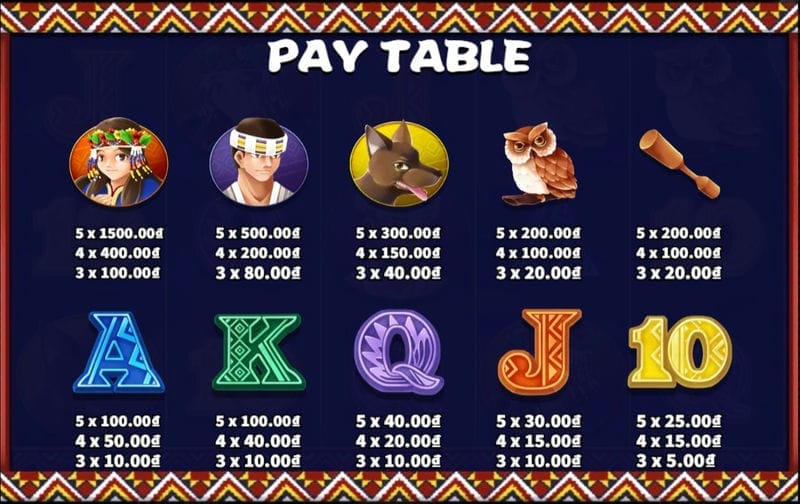 PAY TABLE
5 x 1500.00₫
4 x 400.00₫
3 x 100.00₫
5 x 500.00₫
4 x 200.00₫
3 x 80.00₫
5 x 300.00₫
4 x 150.00₫
3 x 40.00₫
5 x 200.00₫
4 x 100.00₫
3 x 20.00₫
5 x 200.00₫
4 x 100.00₫
3 x 20.00₫
A
5 x 100.00₫
4 x 50.00₫
3 x 10.00₫
K
5 x 100.00₫
4 x 40.00₫
3 x 10.00₫
Q
5 x 40.00₫
4 x 20.00₫
3 x 10.00₫
J
5 x 30.00₫
4 x 15.00₫
3 x 10.00₫
10
5 x 25.00₫
4 x 15.00₫
3 x 5.00₫